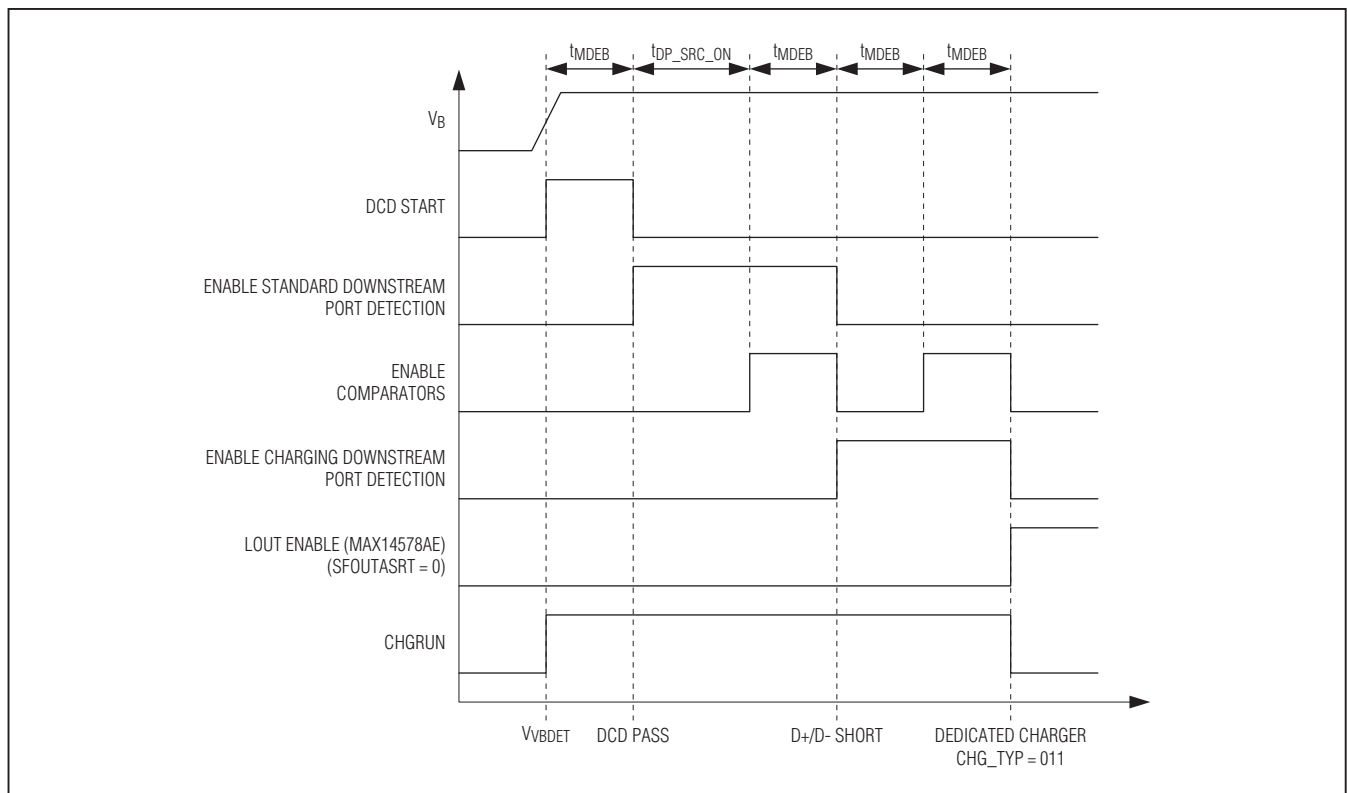 tMDEB tDP_SRC_ON tMDEB tMDEB tMDEB
VB
DCD START
ENABLE STANDARD DOWNSTREAM
PORT DETECTION
ENABLE
COMPARATORS
ENABLE CHARGING DOWNSTREAM
PORT DETECTION
LOUT ENABLE (MAX14578AE)
(SFOUTASRT = 0)
CHGRUN
VVBDET DCD PASS D+/D- SHORT DEDICATED CHARGER
CHG_TYP = 011